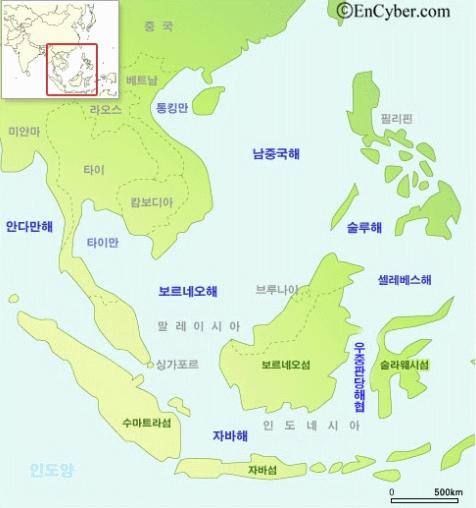 ©EnCyber.com
중국
베트남
라오스
통킹만
미얀마
필리핀
남중국해
타이
캄보디아
안다만해
타이만
술루해
셀레베스해
보르네오해
브루나이
말레이시아
싱가포르
보르네오섬
우중판당해협
술라웨시섬
수마트라섬
인도네시아
자바해
인도양
자바섬
0 500km